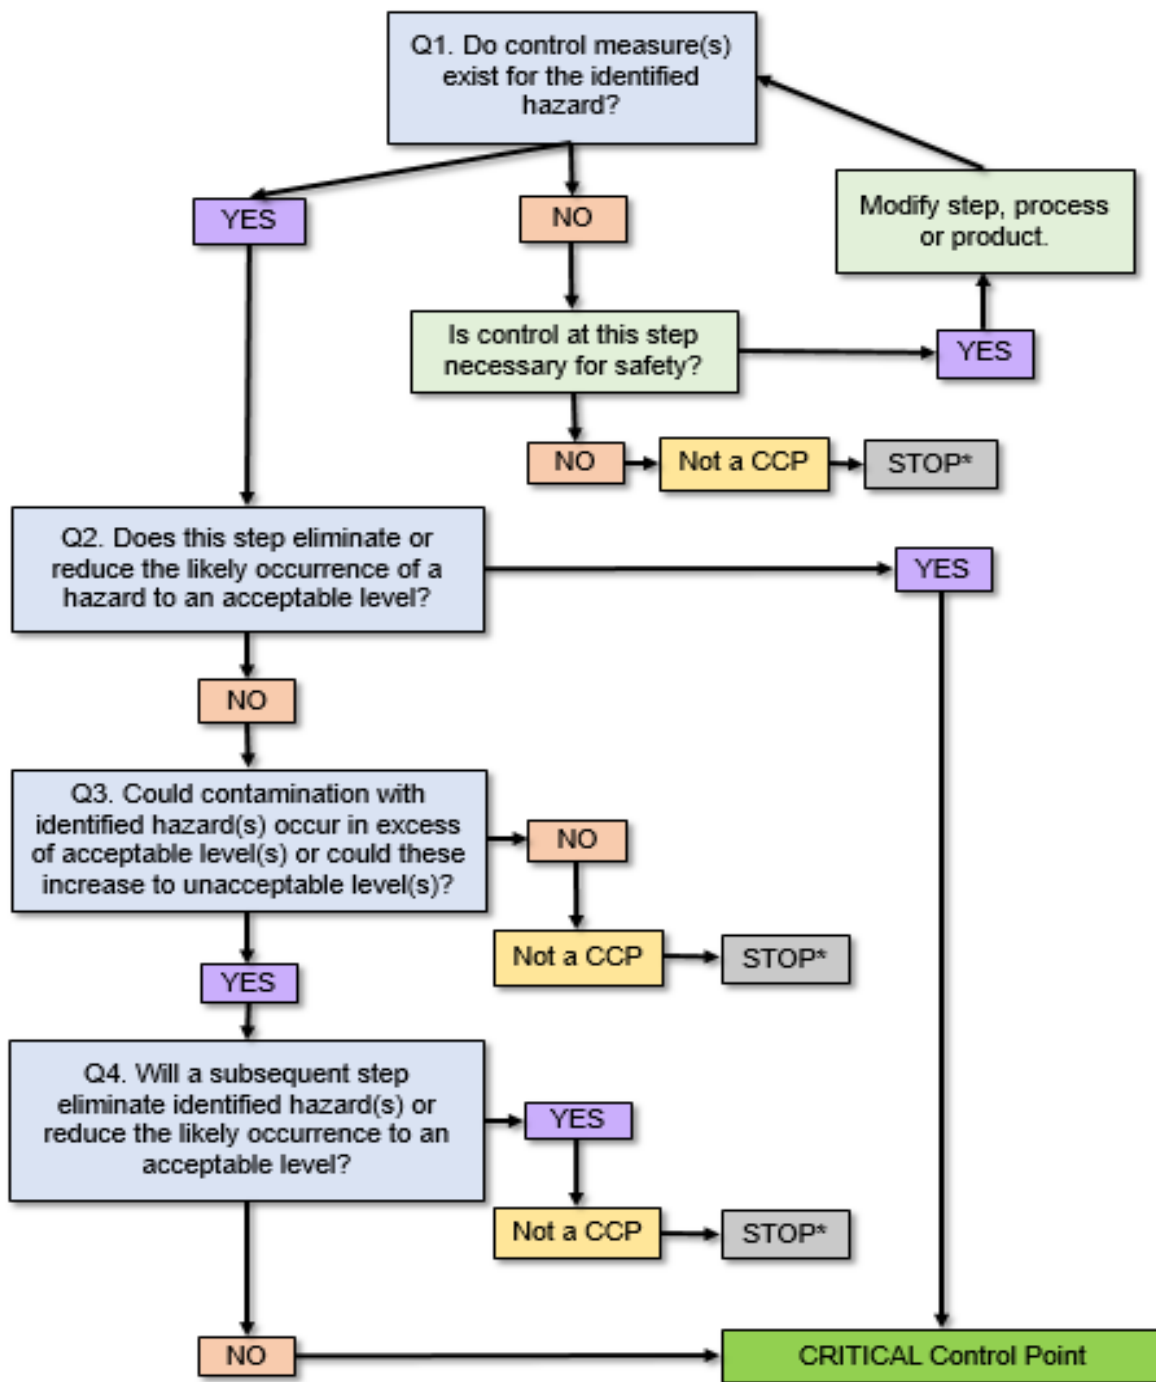 Q1. Do control measure(s)
exist for the identified
hazard?
YES
NO
Modify step, process
or product.
Is control at this step
necessary for safety?
YES
NO
Not a CCP
STOP*
Q2. Does this step eliminate or
reduce the likely occurrence of a
hazard to an acceptable level?
YES
NO
Q3. Could contamination with
identified hazard(s) occur in excess
of acceptable level(s) or could these
increase to unacceptable level(s)?
NO
Not a CCP
STOP*
YES
Q4. Will a subsequent step
eliminate identified hazard(s) or
reduce the likely occurrence to an
acceptable level?
YES
Not a CCP
STOP*
NO
CRITICAL Control Point